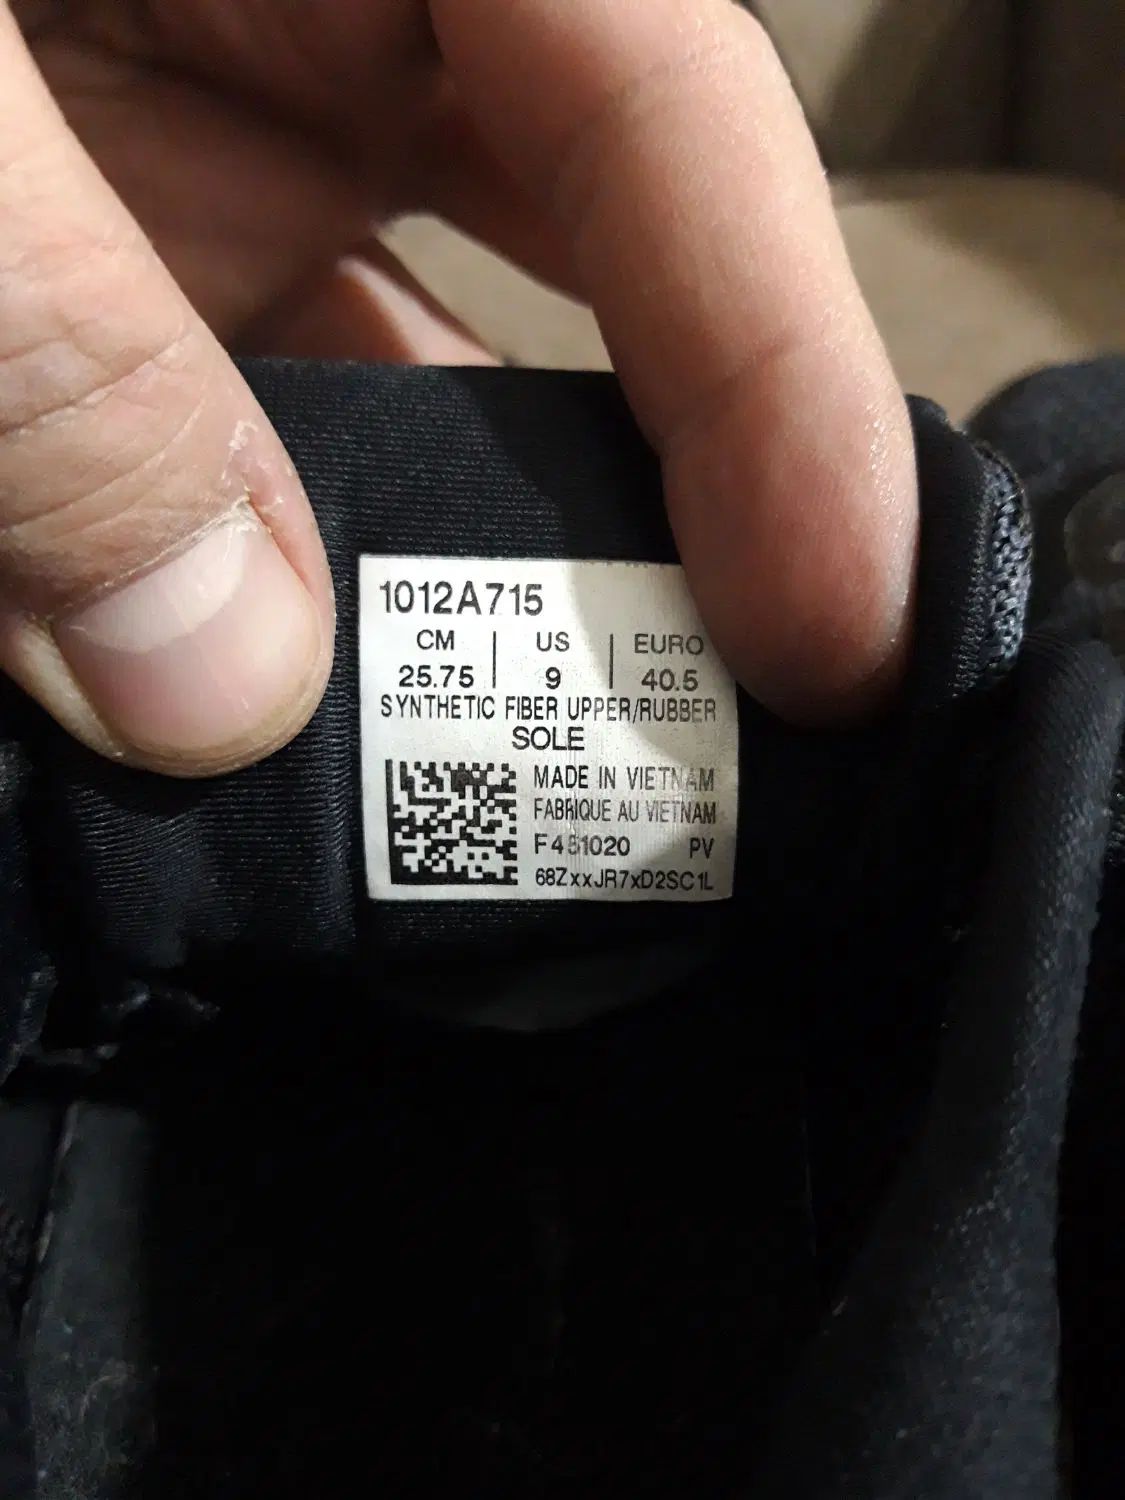 1012A715
CM | US | EURO
25.75 | 9 | 40.5
SYNTHETIC FIBER UPPER/RUBBER
SOLE
MADE IN VIETNAM
FABRIQUE AU VIETNAM
PV
68ZxxJR7xD2SC1L